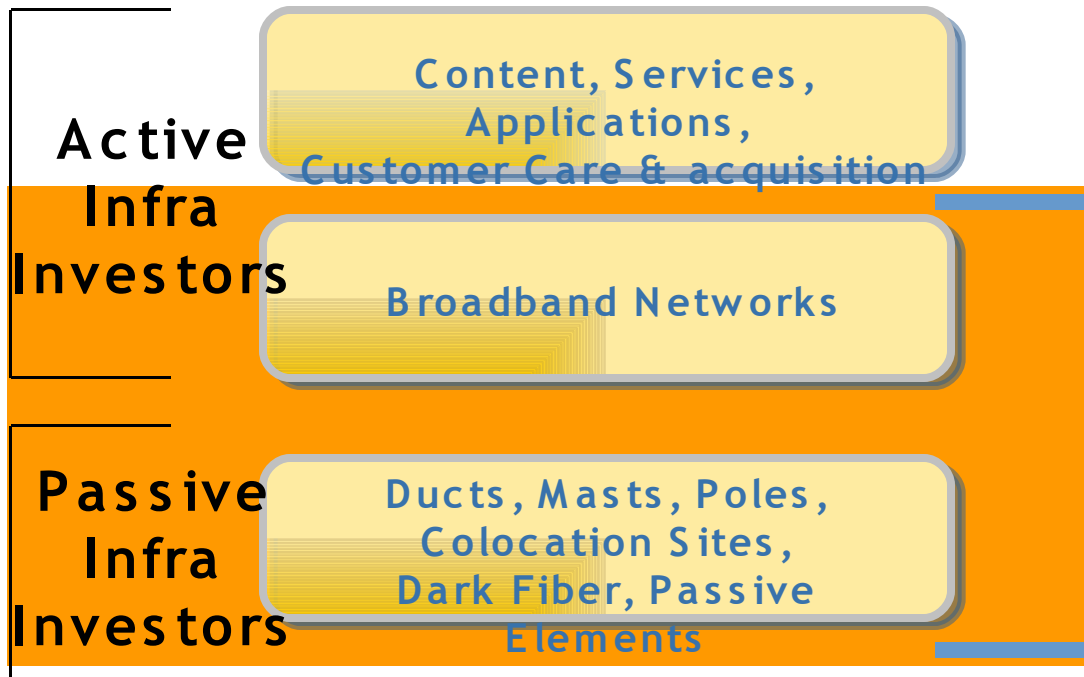 Active
Infra
Investors
Content, Services,
Applications,
Customer Care & acquisition
Broadband Networks
Passive
Infra
Investors
Ducts, Masts, Poles,
Colocation Sites,
Dark Fiber, Passive
Elements